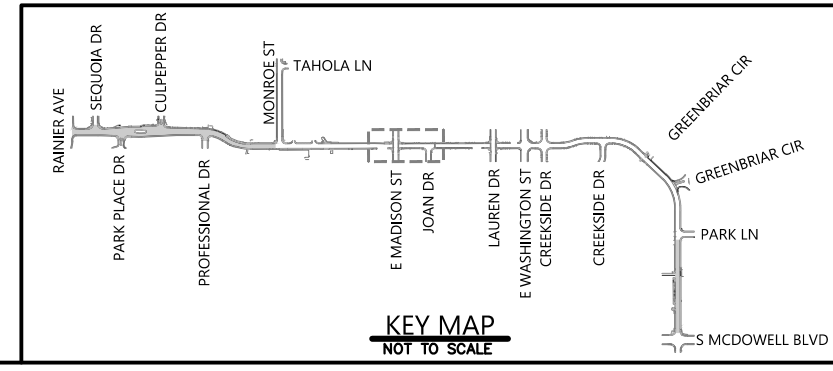 RAINIER AVE
SEQUOIA DR
CULPEPPER DR
PARK PLACE DR
PROFESSIONAL DR
MONROE ST
TAHOLA LN
E MADISON ST
JOAN DR
LAUREN DR
E WASHINGTON ST
CREEKSIDE DR
CREEKSIDE DR
GREENBRIAR CIR
GREENBRIAR CIR
PARK LN
S MCDOWELL BLVD
KEY MAP
NOT TO SCALE